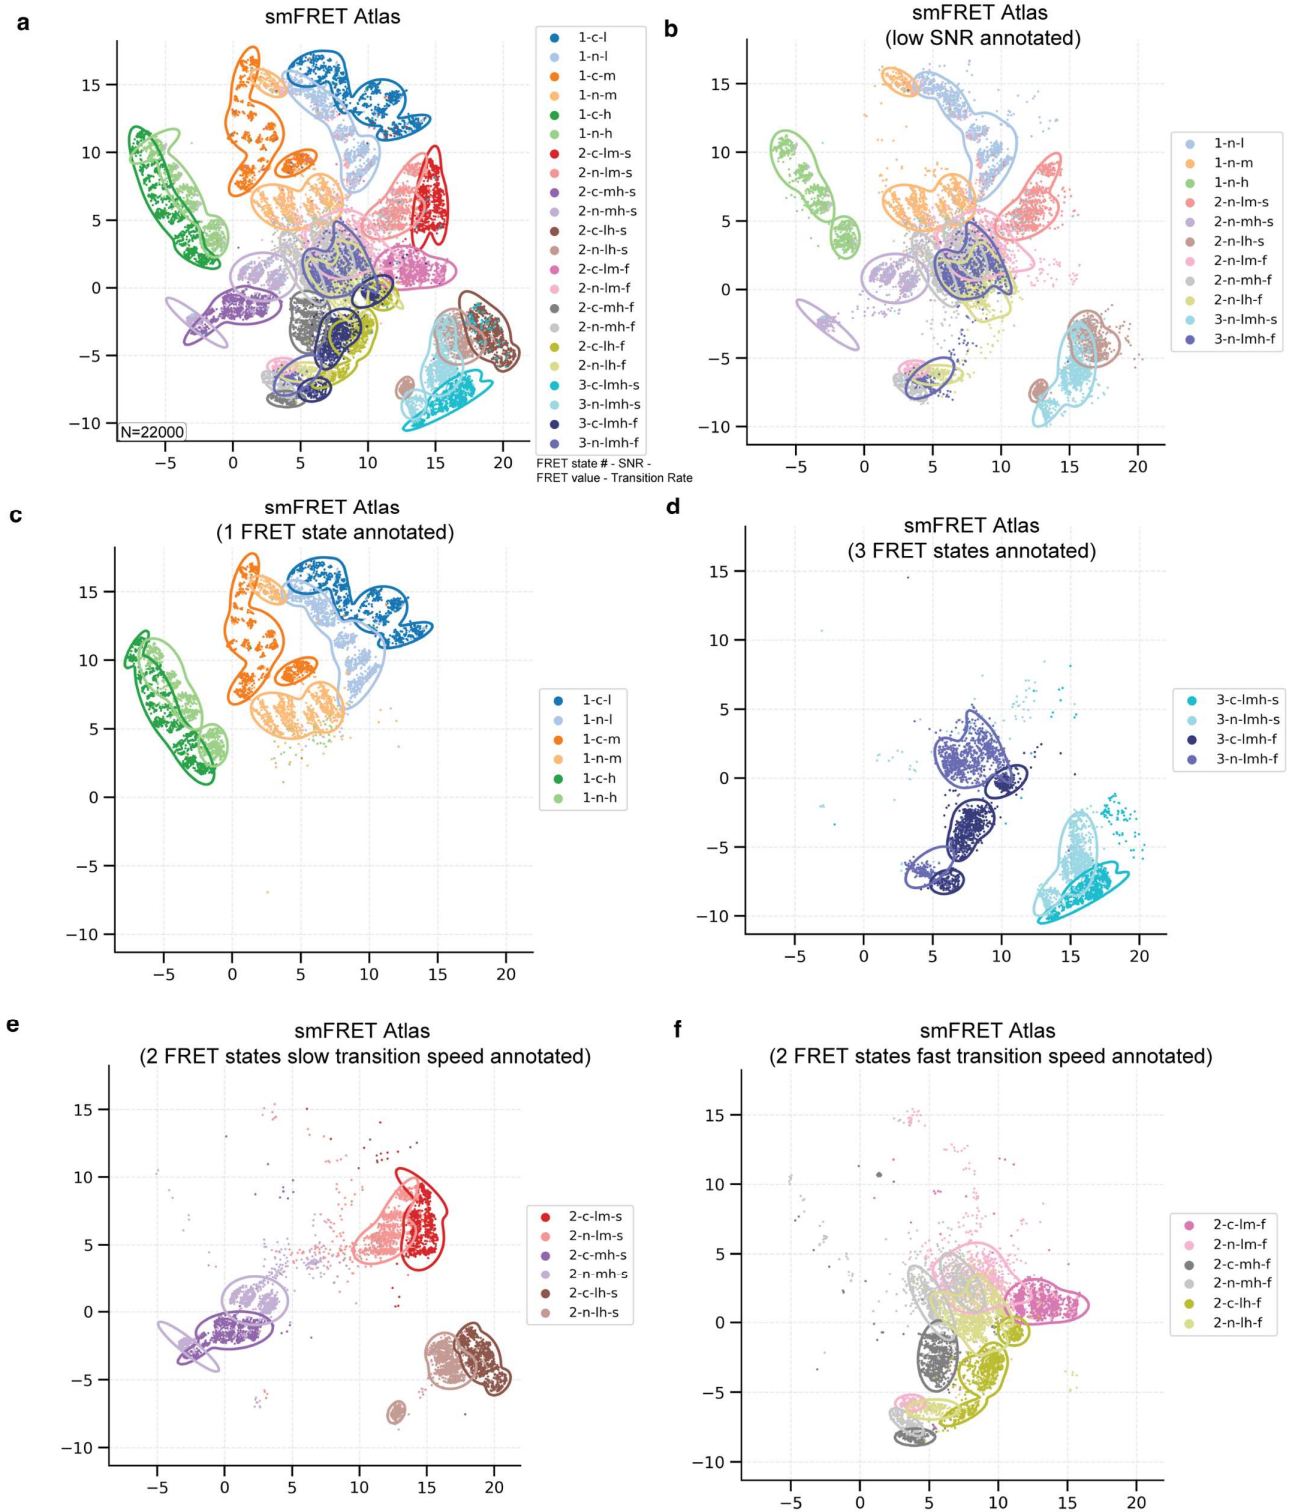 a
smFRET Atlas
15
10
5
0
−5
−10
N=22000
−5 0 5 10 15 20
1-c-l
1-n-l
1-c-m
1-n-m
1-c-h
1-n-h
2-c-lm-s
2-n-lm-s
2-c-mh-s
2-n-mh-s
2-c-lh-s
2-n-lh-s
2-c-lm-f
2-n-lm-f
2-c-mh-f
2-n-mh-f
2-c-lh-f
2-n-lh-f
3-c-lmh-s
3-n-lmh-s
3-c-lmh-f
3-n-lmh-f
FRET state # - SNR -
FRET value - Transition Rate
b
smFRET Atlas
(low SNR annotated)
15
10
5
0
−5
−10
−5 0 5 10 15 20
1-n-l
1-n-m
1-n-h
2-n-lm-s
2-n-mh-s
2-n-lh-s
2-n-lm-f
2-n-mh-f
2-n-lh-f
3-n-lmh-s
3-n-lmh-f
c
smFRET Atlas
(1 FRET state annotated)
15
10
5
0
−5
−10
−5 0 5 10 15 20
1-c-l
1-n-l
1-c-m
1-n-m
1-c-h
1-n-h
d
smFRET Atlas
(3 FRET states annotated)
15
10
5
0
−5
−10
−5 0 5 10 15 20
3-c-lmh-s
3-n-lmh-s
3-c-lmh-f
3-n-lmh-f
e
smFRET Atlas
(2 FRET states slow transition speed annotated)
15
10
5
0
−5
−10
−5 0 5 10 15 20
2-c-lm-s
2-n-lm-s
2-c-mh-s
2-n-mh-s
2-c-lh-s
2-n-lh-s
f
smFRET Atlas
(2 FRET states fast transition speed annotated)
15
10
5
0
−5
−10
−5 0 5 10 15 20
2-c-lm-f
2-n-lm-f
2-c-mh-f
2-n-mh-f
2-c-lh-f
2-n-lh-f